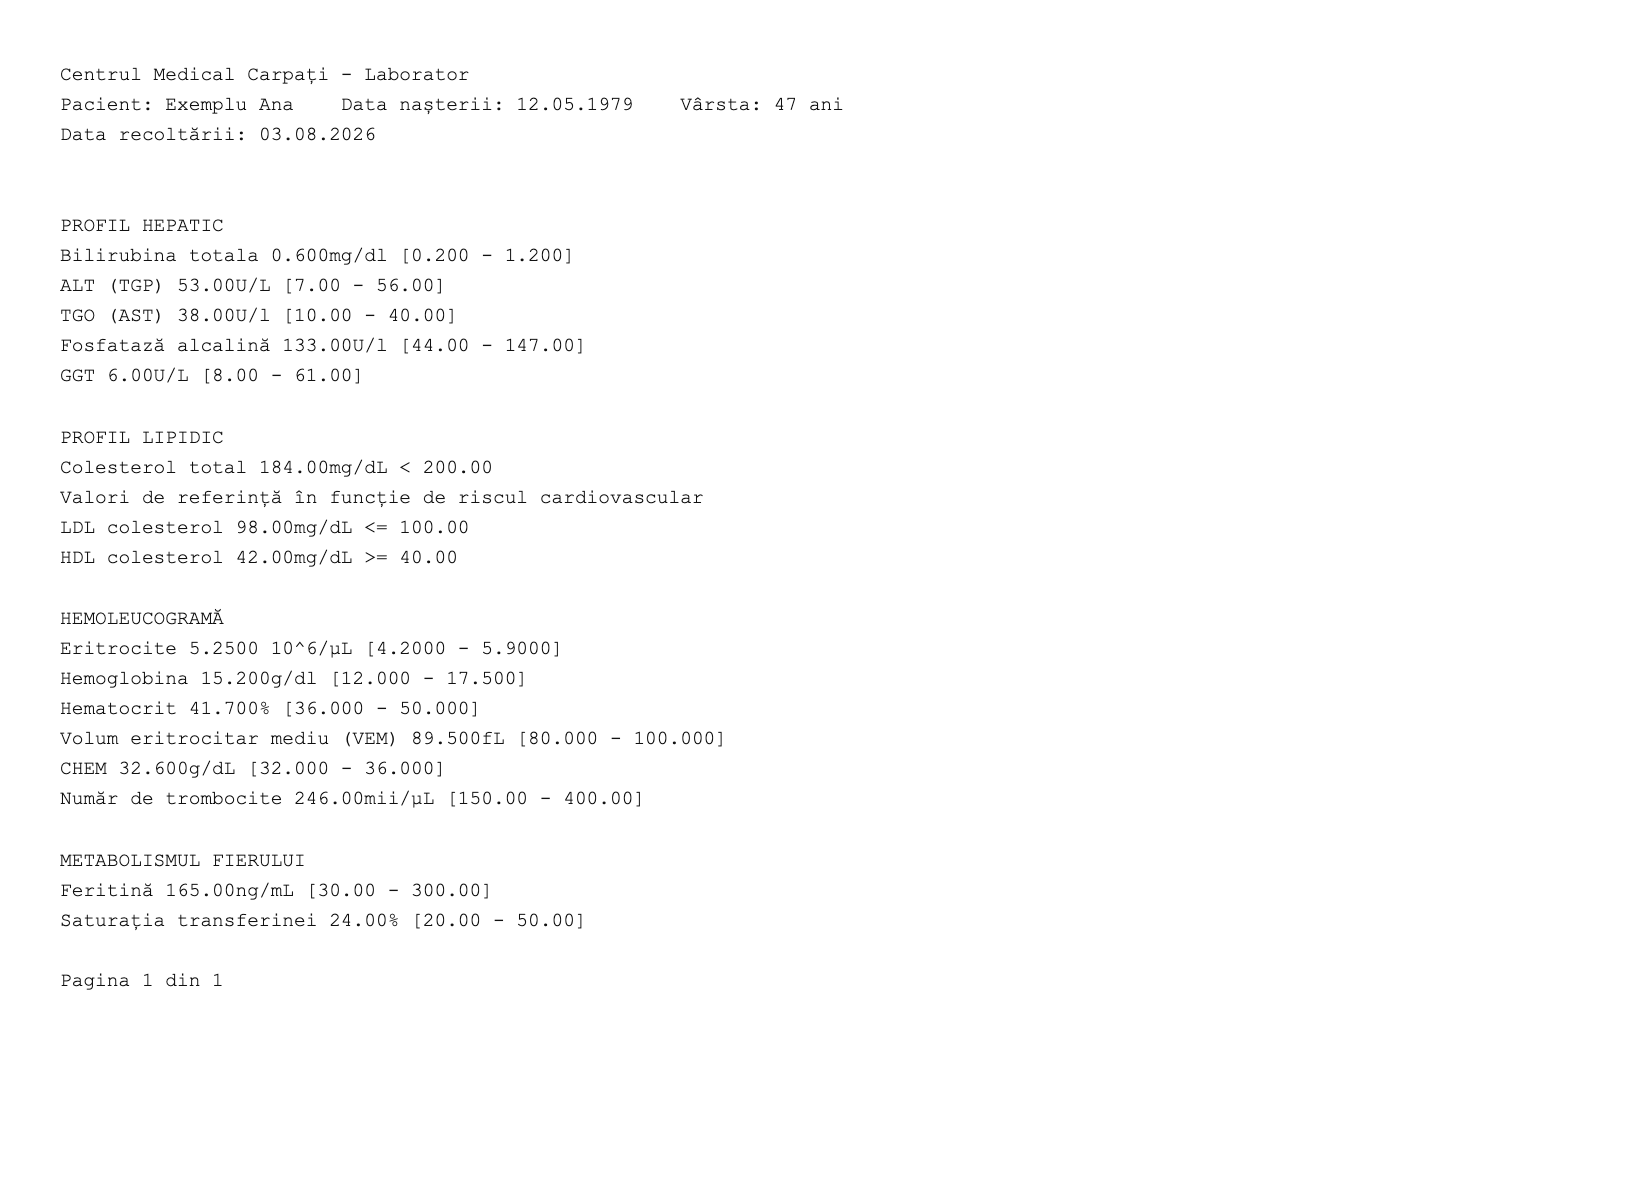 Centrul Medical Carpați - Laborator
Pacient: Exemplu Ana    Data nașterii: 12.05.1979    Vârsta: 47 ani
Data recoltării: 03.08.2026
PROFIL HEPATIC
Bilirubina totala 0.600mg/dl [0.200 - 1.200]
ALT (TGP) 53.00U/L [7.00 - 56.00]
TGO (AST) 38.00U/l [10.00 - 40.00]
Fosfatază alcalină 133.00U/l [44.00 - 147.00]
GGT 6.00U/L [8.00 - 61.00]
PROFIL LIPIDIC
Colesterol total 184.00mg/dL < 200.00
Valori de referință în funcție de riscul cardiovascular
LDL colesterol 98.00mg/dL <= 100.00
HDL colesterol 42.00mg/dL >= 40.00
HEMOLEUCOGRAMĂ
Eritrocite 5.2500 10^6/µL [4.2000 - 5.9000]
Hemoglobina 15.200g/dl [12.000 - 17.500]
Hematocrit 41.700% [36.000 - 50.000]
Volum eritrocitar mediu (VEM) 89.500fL [80.000 - 100.000]
CHEM 32.600g/dL [32.000 - 36.000]
Număr de trombocite 246.00mii/µL [150.00 - 400.00]
METABOLISMUL FIERULUI
Feritină 165.00ng/mL [30.00 - 300.00]
Saturația transferinei 24.00% [20.00 - 50.00]
Pagina 1 din 1